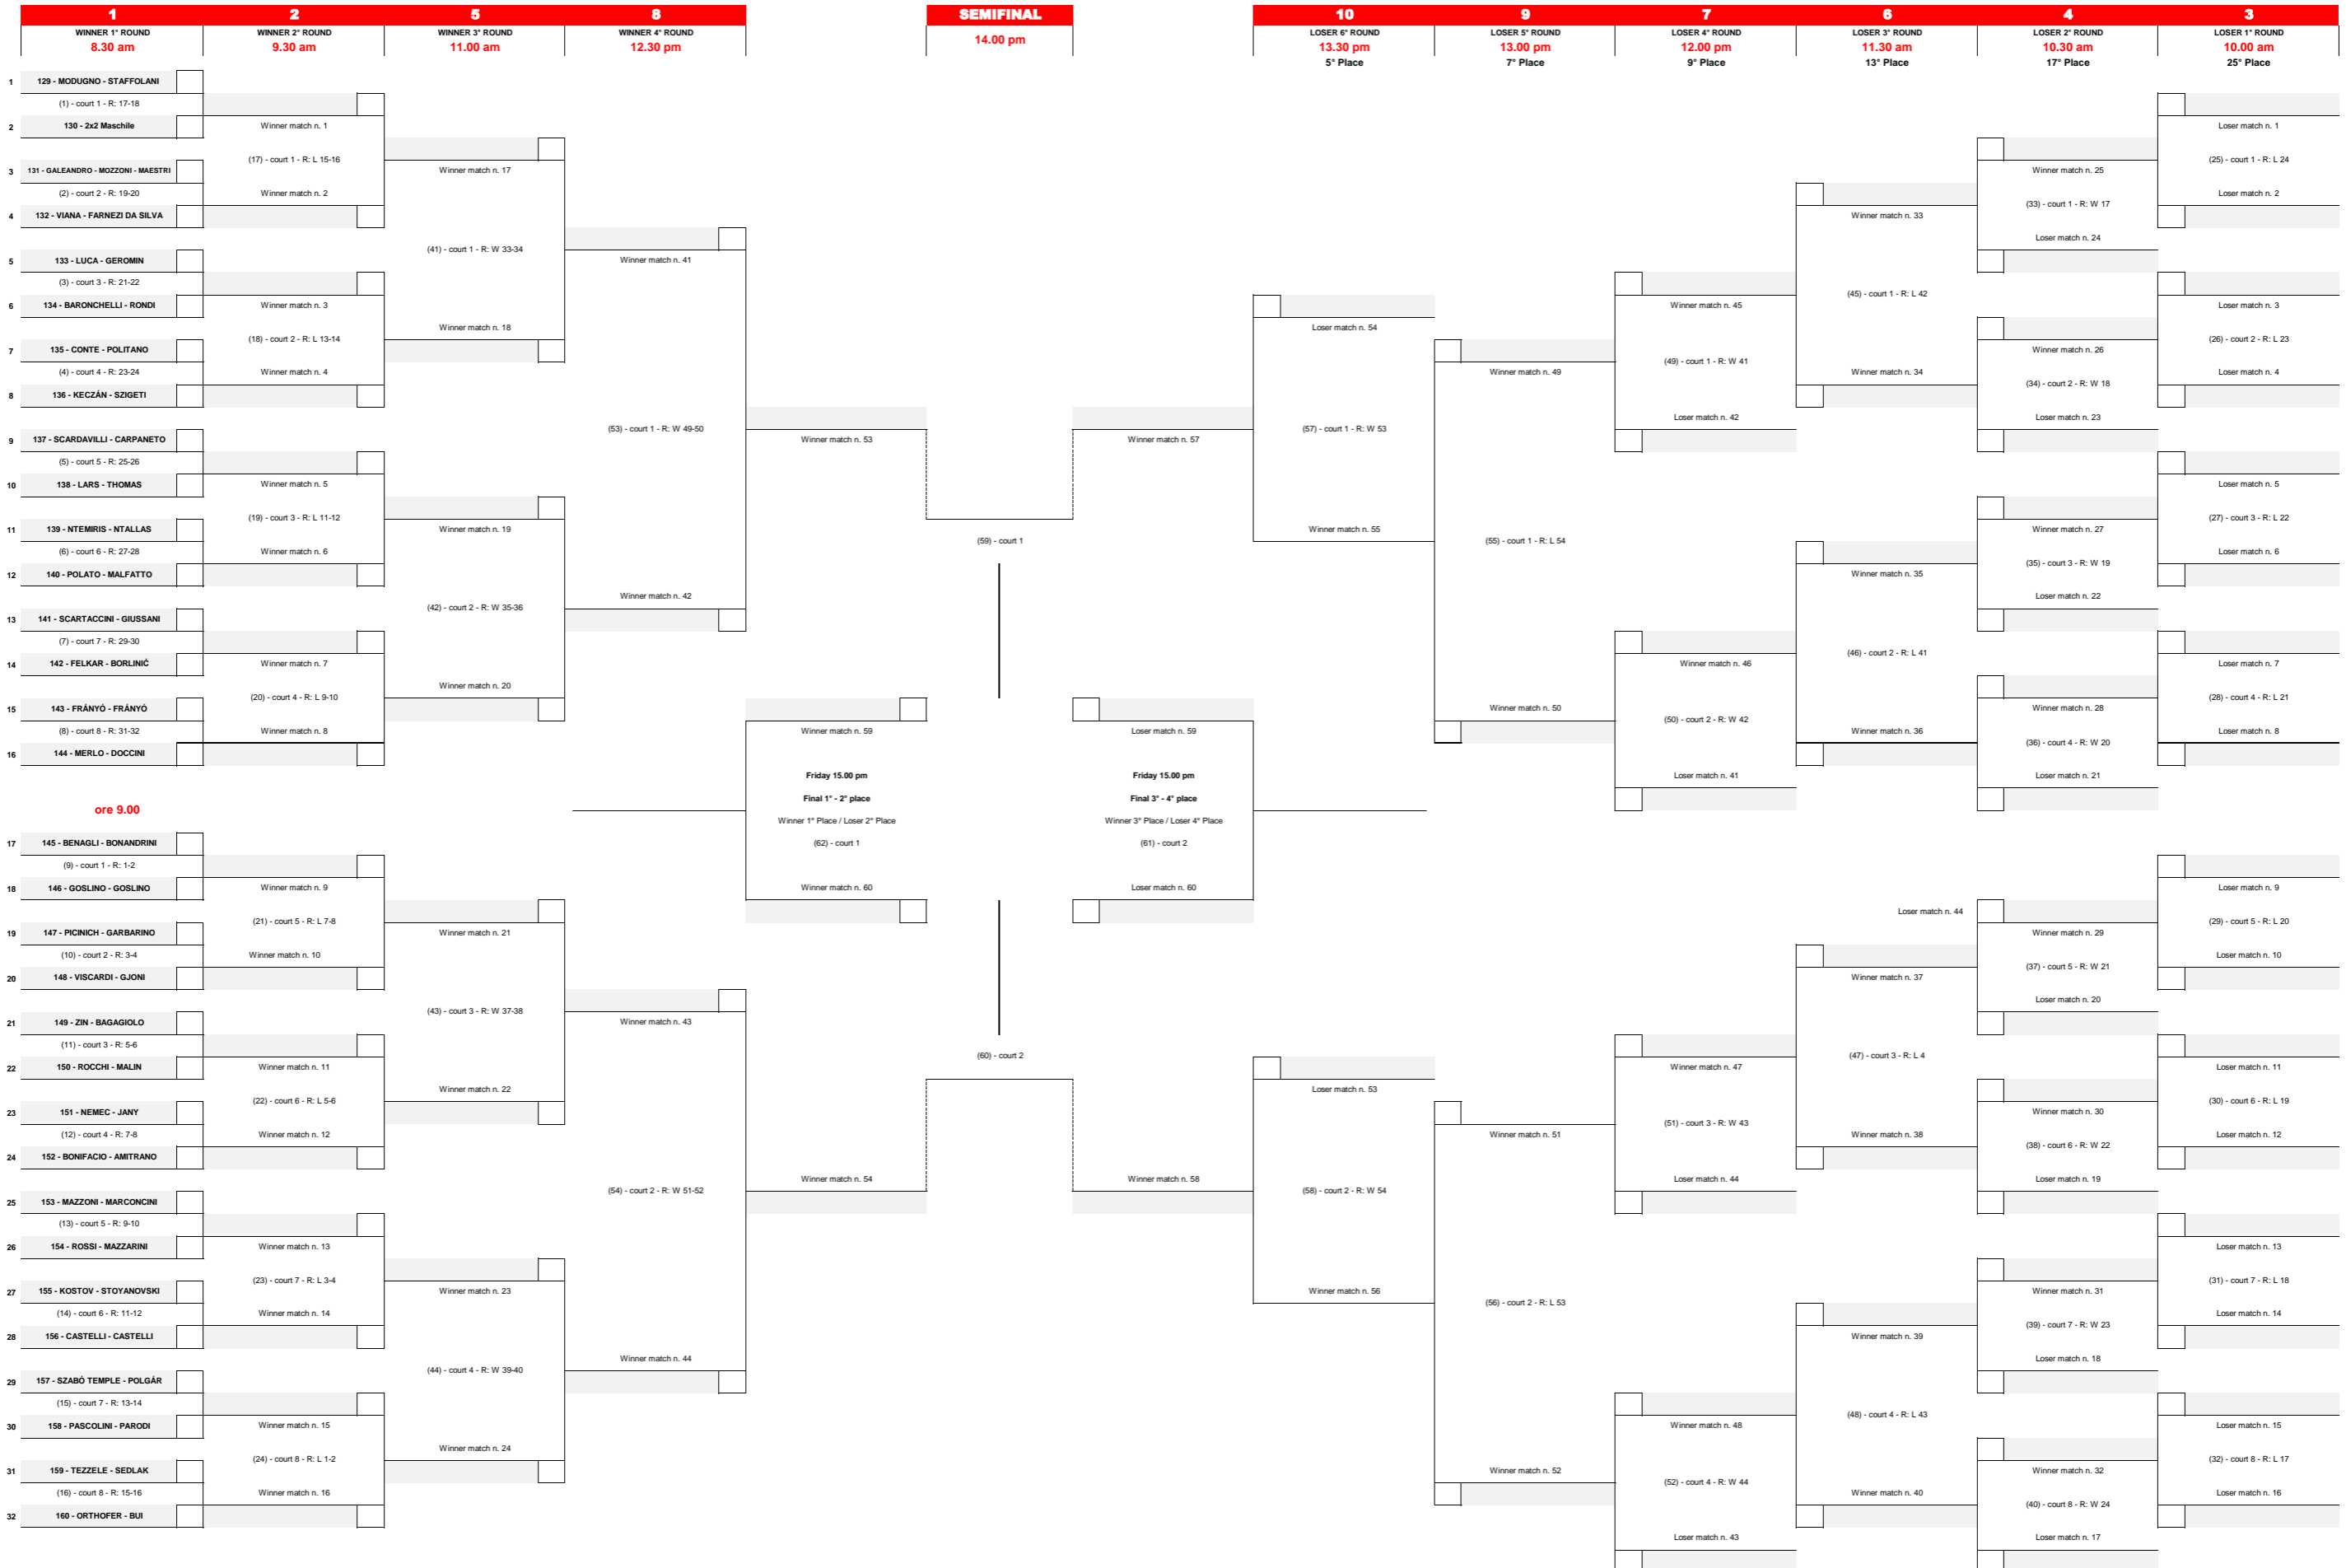 1 2 5 8 SEMIFINAL 10 9 7 6 4 3
WINNER 1° ROUND WINNER 2° ROUND WINNER 3° ROUND WINNER 4° ROUND LOSER 6° ROUND LOSER 5° ROUND LOSER 4° ROUND LOSER 3° ROUND LOSER 2° ROUND LOSER 1° ROUND
8.30 am 9.30 am 11.00 am 12.30 pm 14.00 pm 13.30 pm 13.00 pm 12.00 pm 11.30 am 10.30 am 10.00 am
5° Place 7° Place 9° Place 13° Place 17° Place 25° Place
1 129 - MODUGNO - STAFFOLANI
(1) - court 1 - R: 17-18
2 130 - 2x2 Maschile
3 131 - GALEANDRO - MOZZONI - MAESTRI
(2) - court 2 - R: 19-20
4 132 - VIANA - FARNEZI DA SILVA
5 133 - LUCA - GEROMIN
(3) - court 3 - R: 21-22
6 134 - BARONCHELLI - RONDI
7 135 - CONTE - POLITANO
(4) - court 4 - R: 23-24
8 136 - KECZÁN - SZIGETI
9 137 - SCARDAVILLI - CARPANETO
(5) - court 5 - R: 25-26
10 138 - LARS - THOMAS
11 139 - NTEMIRIS - NTALLAS
(6) - court 6 - R: 27-28
12 140 - POLATO - MALFATTO
13 141 - SCARTACCINI - GIUSSANI
(7) - court 7 - R: 29-30
14 142 - FELKAR - BORLINIĆ
15 143 - FRÁNYÓ - FRÁNYÓ
(8) - court 8 - R: 31-32
16 144 - MERLO - DOCCINI
ore 9.00
17 145 - BENAGLI - BONANDRINI
(9) - court 1 - R: 1-2
18 146 - GOSLINO - GOSLINO
19 147 - PICINICH - GARBARINO
(10) - court 2 - R: 3-4
20 148 - VISCARDI - GJONI
21 149 - ZIN - BAGAGIOLO
(11) - court 3 - R: 5-6
22 150 - ROCCHI - MALIN
23 151 - NEMEC - JANY
(12) - court 4 - R: 7-8
24 152 - BONIFACIO - AMITRANO
25 153 - MAZZONI - MARCONCINI
(13) - court 5 - R: 9-10
26 154 - ROSSI - MAZZARINI
27 155 - KOSTOV - STOYANOVSKI
(14) - court 6 - R: 11-12
28 156 - CASTELLI - CASTELLI
29 157 - SZABÓ TEMPLE - POLGÁR
(15) - court 7 - R: 13-14
30 158 - PASCOLINI - PARODI
31 159 - TEZZELE - SEDLAK
(16) - court 8 - R: 15-16
32 160 - ORTHOFER - BUI
Winner match n. 1
(17) - court 1 - R: L 15-16
Winner match n. 2
Winner match n. 3
(18) - court 2 - R: L 13-14
Winner match n. 4
Winner match n. 5
(19) - court 3 - R: L 11-12
Winner match n. 6
Winner match n. 7
(20) - court 4 - R: L 9-10
Winner match n. 8
Winner match n. 9
(21) - court 5 - R: L 7-8
Winner match n. 10
Winner match n. 11
(22) - court 6 - R: L 5-6
Winner match n. 12
Winner match n. 13
(23) - court 7 - R: L 3-4
Winner match n. 14
Winner match n. 15
(24) - court 8 - R: L 1-2
Winner match n. 16
Winner match n. 17
(41) - court 1 - R: W 33-34
Winner match n. 18
Winner match n. 19
(42) - court 2 - R: W 35-36
Winner match n. 20
Winner match n. 21
(43) - court 3 - R: W 37-38
Winner match n. 22
Winner match n. 23
(44) - court 4 - R: W 39-40
Winner match n. 24
Winner match n. 41
(53) - court 1 - R: W 49-50
Winner match n. 42
Winner match n. 43
(54) - court 2 - R: W 51-52
Winner match n. 44
Winner match n. 53
Winner match n. 59
Friday 15.00 pm
Final 1° - 2° place
Winner 1° Place / Loser 2° Place
(62) - court 1
Winner match n. 60
Winner match n. 54
(59) - court 1
(60) - court 2
Winner match n. 57
Loser match n. 59
Friday 15.00 pm
Final 3° - 4° place
Winner 3° Place / Loser 4° Place
(61) - court 2
Loser match n. 60
Winner match n. 58
Loser match n. 54
(57) - court 1 - R: W 53
Winner match n. 55
Loser match n. 53
(58) - court 2 - R: W 54
Winner match n. 56
Winner match n. 49
(55) - court 1 - R: L 54
Winner match n. 50
Winner match n. 51
(56) - court 2 - R: L 53
Winner match n. 52
Winner match n. 45
(49) - court 1 - R: W 41
Loser match n. 42
Winner match n. 46
(50) - court 2 - R: W 42
Loser match n. 41
Winner match n. 47
(51) - court 3 - R: W 43
Loser match n. 44
Winner match n. 48
(52) - court 4 - R: W 44
Loser match n. 43
Winner match n. 33
(45) - court 1 - R: L 42
Winner match n. 34
Winner match n. 35
(46) - court 2 - R: L 41
Winner match n. 36
Loser match n. 44
Winner match n. 37
(47) - court 3 - R: L 4
Winner match n. 38
Winner match n. 39
(48) - court 4 - R: L 43
Winner match n. 40
Winner match n. 25
(33) - court 1 - R: W 17
Loser match n. 24
Winner match n. 26
(34) - court 2 - R: W 18
Loser match n. 23
Winner match n. 27
(35) - court 3 - R: W 19
Loser match n. 22
Winner match n. 28
(36) - court 4 - R: W 20
Loser match n. 21
Winner match n. 29
(37) - court 5 - R: W 21
Loser match n. 20
Winner match n. 30
(38) - court 6 - R: W 22
Loser match n. 19
Winner match n. 31
(39) - court 7 - R: W 23
Loser match n. 18
Winner match n. 32
(40) - court 8 - R: W 24
Loser match n. 17
Loser match n. 1
(25) - court 1 - R: L 24
Loser match n. 2
Loser match n. 3
(26) - court 2 - R: L 23
Loser match n. 4
Loser match n. 5
(27) - court 3 - R: L 22
Loser match n. 6
Loser match n. 7
(28) - court 4 - R: L 21
Loser match n. 8
Loser match n. 9
(29) - court 5 - R: L 20
Loser match n. 10
Loser match n. 11
(30) - court 6 - R: L 19
Loser match n. 12
Loser match n. 13
(31) - court 7 - R: L 18
Loser match n. 14
Loser match n. 15
(32) - court 8 - R: L 17
Loser match n. 16